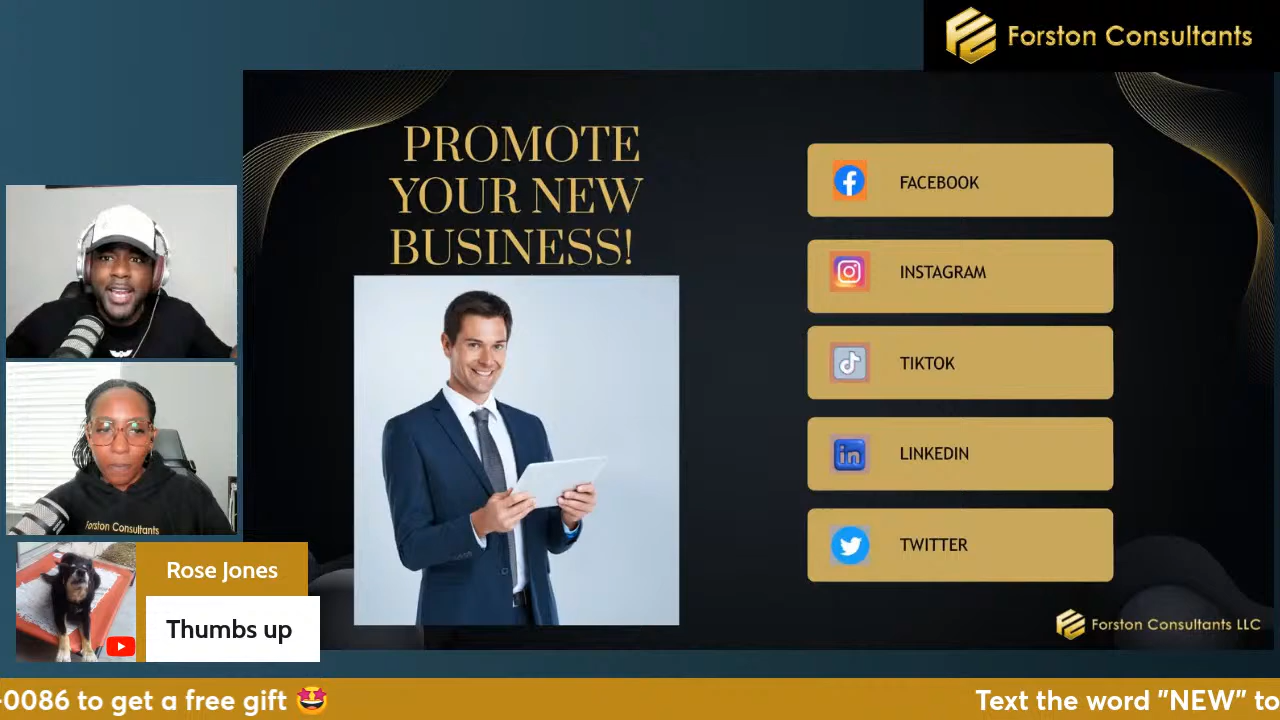 Forston Consultants
PROMOTE
YOUR NEW
BUSINESS!
FACEBOOK
INSTAGRAM
TIKTOK
LINKEDIN
TWITTER
Forston Consultants
Rose Jones
Thumbs up
Forston Consultants LLC
-0086 to get a free gift 🤩
Text the word "NEW" to